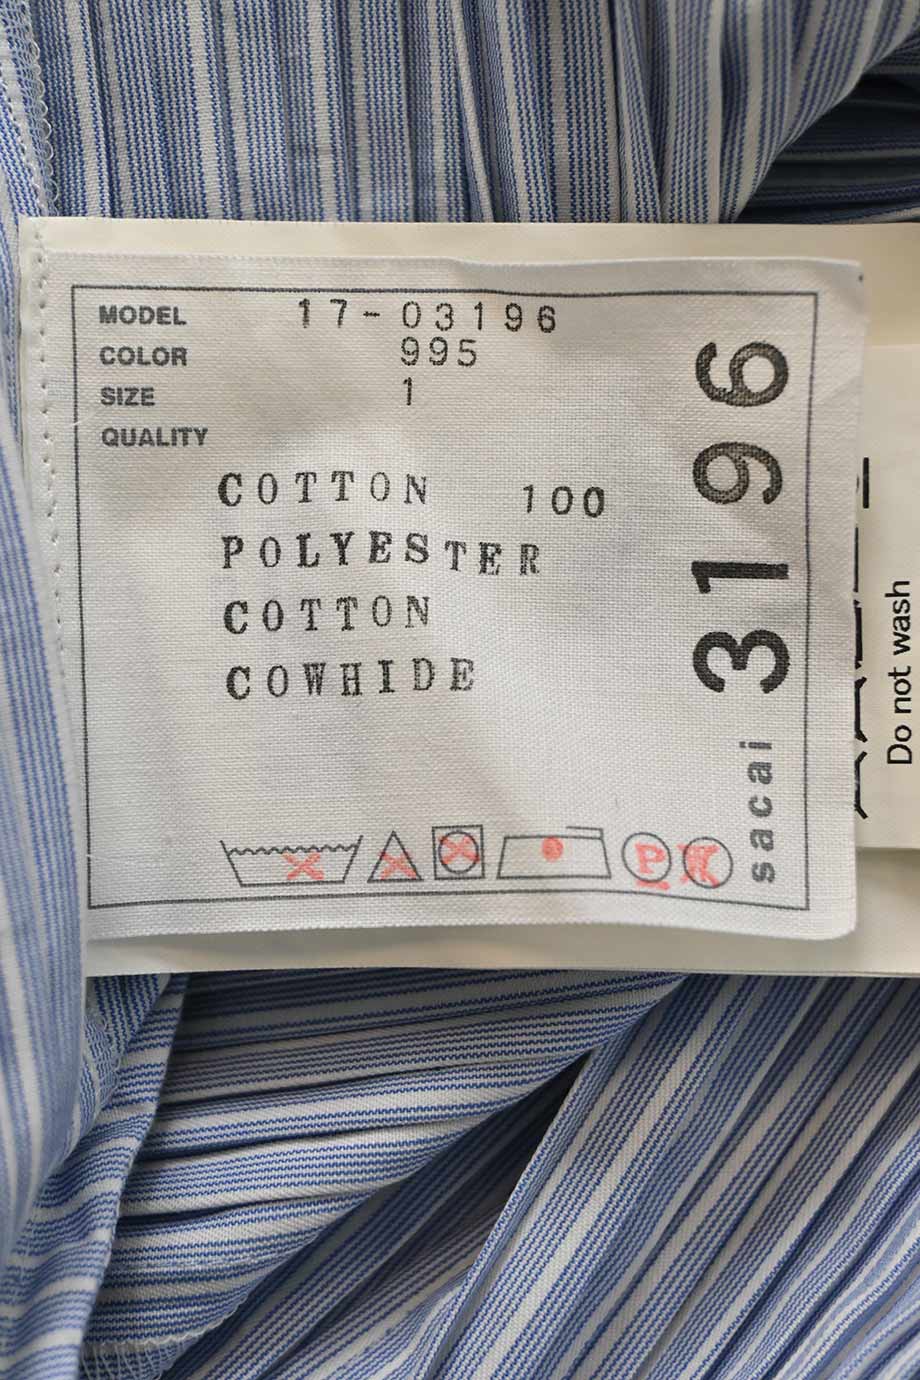 MODEL 17-03196
COLOR 995
SIZE 1
QUALITY
COTTON 100
POLYESTER
COTTON
COWHIDE
P
sacai 3196
Do not wash